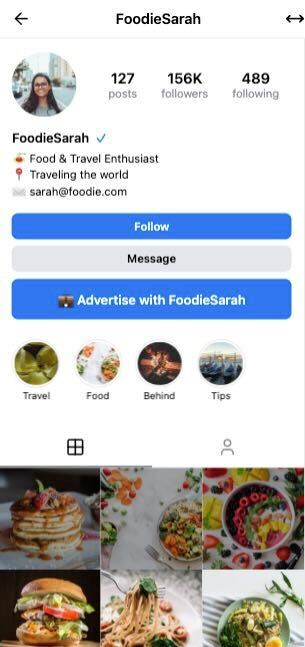 FoodieSarah
127 156K 489
posts followers following
FoodieSarah
Food & Travel Enthusiast
Traveling the world
sarah@foodie.com
Follow
Message
Advertise with FoodieSarah
Travel Food Behind Tips